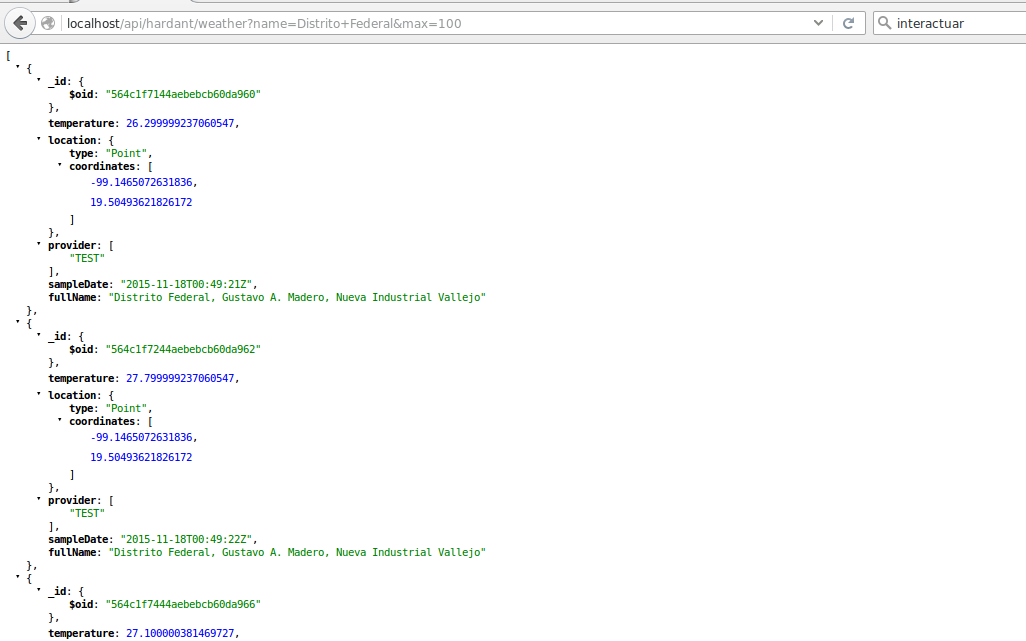 localhost/api/hardant/weather?name=Distrito+Federal&max=100 interactuar
[
{
_id: {
$oid: "564c1f7144aebebcb60da960"
},
temperature: 26.299999237060547,
location: {
type: "Point",
coordinates: [
-99.1465072631836,
19.50493621826172
]
},
provider: [
"TEST"
],
sampleDate: "2015-11-18T00:49:21Z",
fullName: "Distrito Federal, Gustavo A. Madero, Nueva Industrial Vallejo"
},
{
_id: {
$oid: "564c1f7244aebebcb60da962"
},
temperature: 27.799999237060547,
location: {
type: "Point",
coordinates: [
-99.1465072631836,
19.50493621826172
]
},
provider: [
"TEST"
],
sampleDate: "2015-11-18T00:49:22Z",
fullName: "Distrito Federal, Gustavo A. Madero, Nueva Industrial Vallejo"
},
{
_id: {
$oid: "564c1f7444aebebcb60da966"
},
temperature: 27.100000381469727,